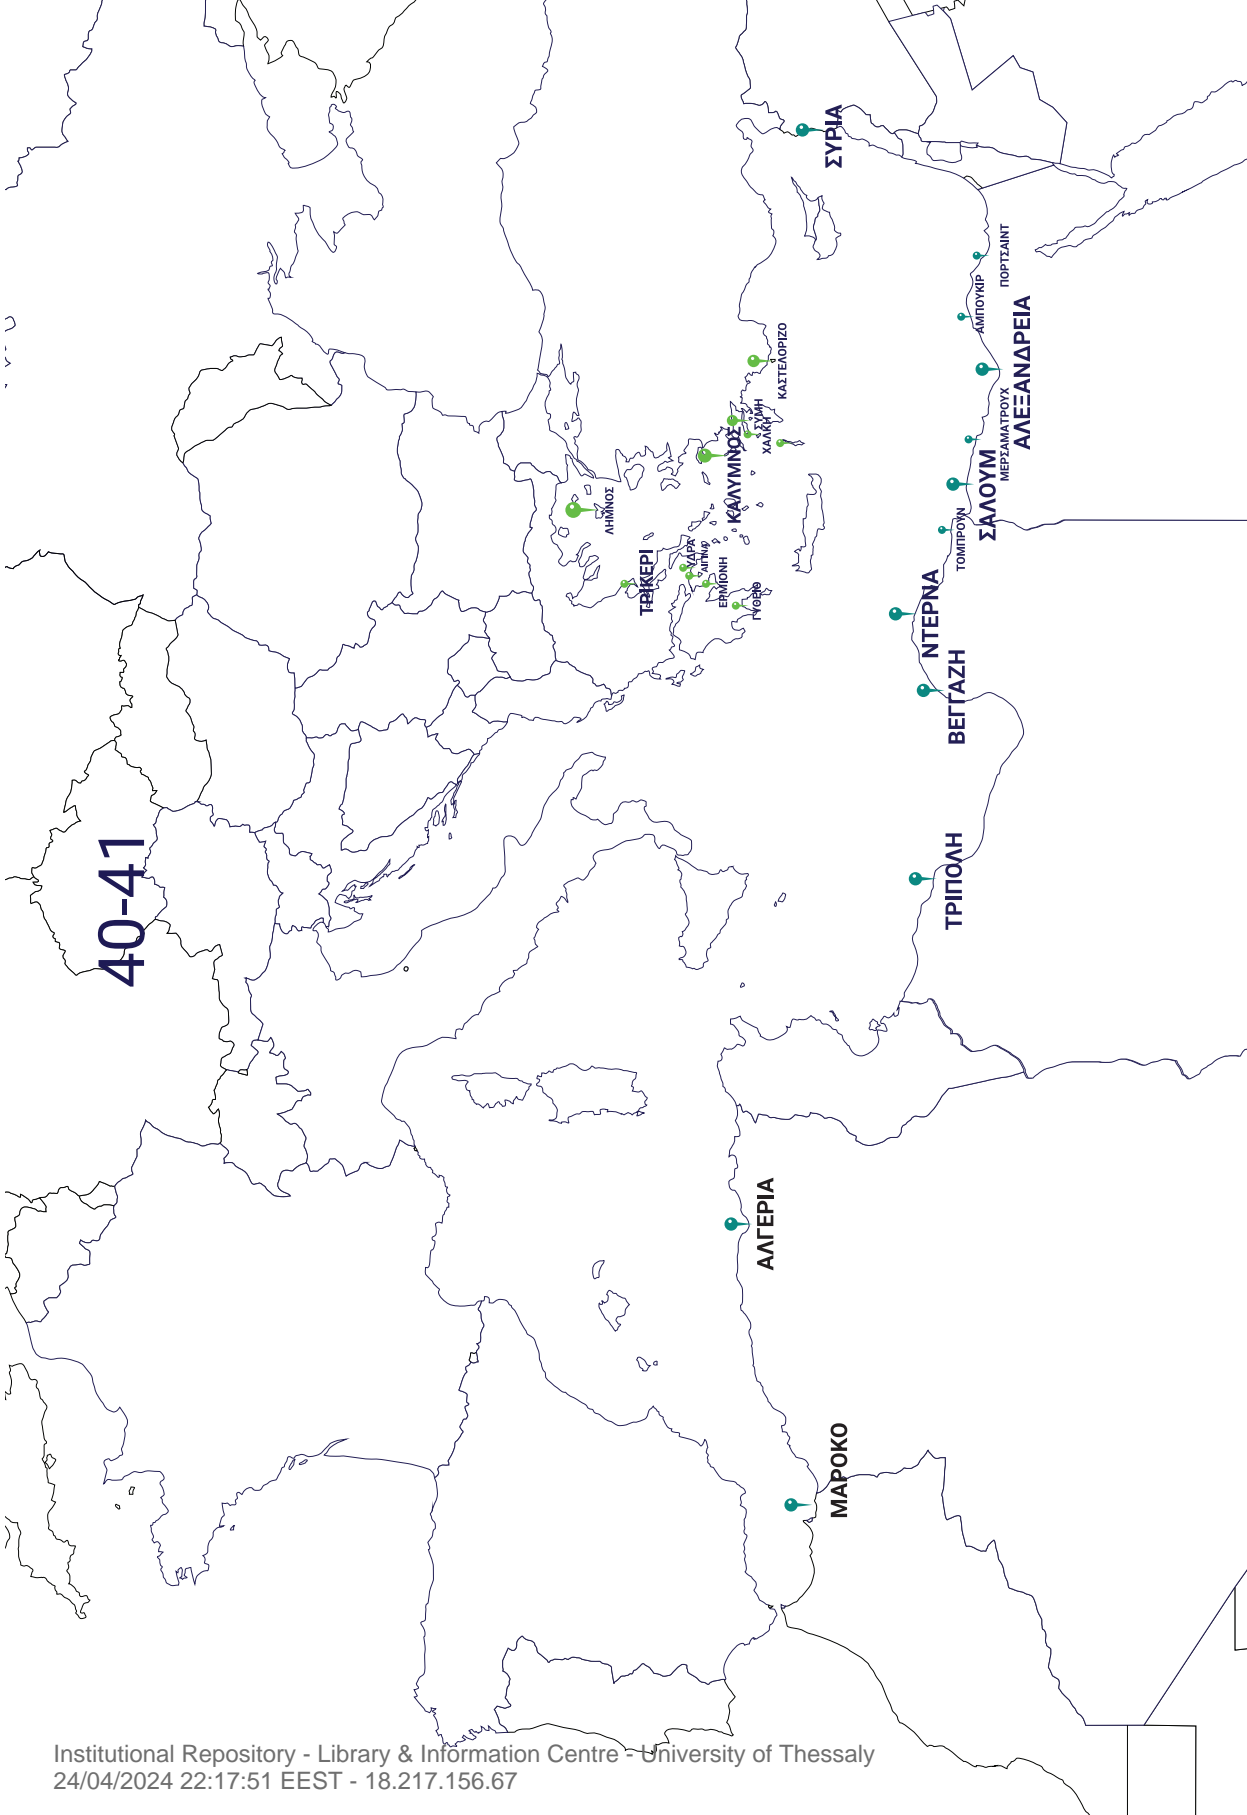 40-41
ΛΗΜΝΟΣ
ΤΡΙΚΕΡΙ
ΥΔΡΑ
ΑΙΓΙΝΑ
ΕΡΜΙΟΝΗ
ΓΥΘΕΙΟ
ΚΑΛΥΜΝΟΣ
ΣΥΜΗ
ΧΑΛΚΗ
ΚΑΣΤΕΛΟΡΙΖΟ
ΣΥΡΙΑ
ΠΟΡΤΣΑΙΝΤ
ΑΜΠΟΥΚΙΡ
ΑΛΕΞΑΝΔΡΕΙΑ
ΜΕΡΣΑΜΑΤΡΟΥΧ
ΣΑΛΟΥΜ
ΤΟΜΠΡΟΥΝ
ΝΤΕΡΝΑ
ΒΕΓΓΑΖΗ
ΤΡΙΠΟΛΗ
ΑΛΓΕΡΙΑ
ΜΑΡΟΚΟ
Institutional Repository - Library & Information Centre - University of Thessaly
24/04/2024 22:17:51 EEST - 18.217.156.67